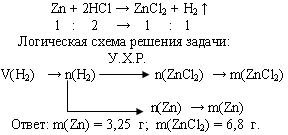 Zn + 2HCl → ZnCl₂ + H₂ ↑
1 : 2 → 1 : 1
Логическая схема решения задачи:
У.Х.Р.
V(H₂) → n(H₂) → n(ZnCl₂) → m(ZnCl₂)
n(Zn) → m(Zn)
Ответ: m(Zn) = 3,25 г; m(ZnCl₂) = 6,8 г.